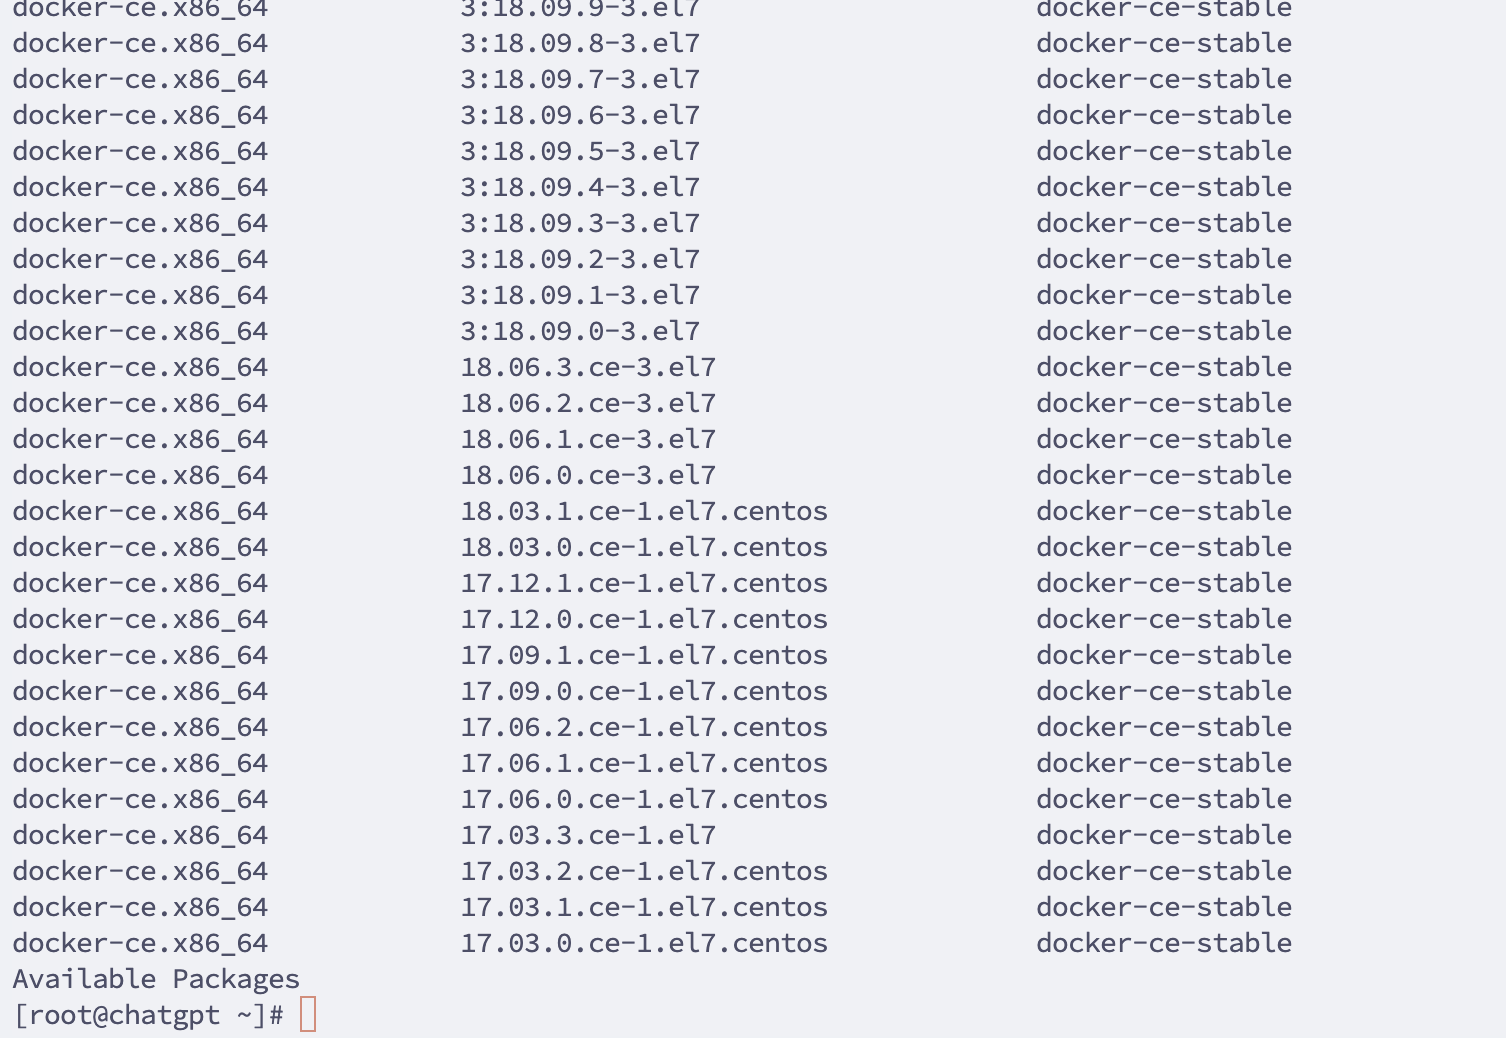 docker-ce.x86_64            3:18.09.9-3.el7                     docker-ce-stable
docker-ce.x86_64            3:18.09.8-3.el7                     docker-ce-stable
docker-ce.x86_64            3:18.09.7-3.el7                     docker-ce-stable
docker-ce.x86_64            3:18.09.6-3.el7                     docker-ce-stable
docker-ce.x86_64            3:18.09.5-3.el7                     docker-ce-stable
docker-ce.x86_64            3:18.09.4-3.el7                     docker-ce-stable
docker-ce.x86_64            3:18.09.3-3.el7                     docker-ce-stable
docker-ce.x86_64            3:18.09.2-3.el7                     docker-ce-stable
docker-ce.x86_64            3:18.09.1-3.el7                     docker-ce-stable
docker-ce.x86_64            3:18.09.0-3.el7                     docker-ce-stable
docker-ce.x86_64            18.06.3.ce-3.el7                    docker-ce-stable
docker-ce.x86_64            18.06.2.ce-3.el7                    docker-ce-stable
docker-ce.x86_64            18.06.1.ce-3.el7                    docker-ce-stable
docker-ce.x86_64            18.06.0.ce-3.el7                    docker-ce-stable
docker-ce.x86_64            18.03.1.ce-1.el7.centos             docker-ce-stable
docker-ce.x86_64            18.03.0.ce-1.el7.centos             docker-ce-stable
docker-ce.x86_64            17.12.1.ce-1.el7.centos             docker-ce-stable
docker-ce.x86_64            17.12.0.ce-1.el7.centos             docker-ce-stable
docker-ce.x86_64            17.09.1.ce-1.el7.centos             docker-ce-stable
docker-ce.x86_64            17.09.0.ce-1.el7.centos             docker-ce-stable
docker-ce.x86_64            17.06.2.ce-1.el7.centos             docker-ce-stable
docker-ce.x86_64            17.06.1.ce-1.el7.centos             docker-ce-stable
docker-ce.x86_64            17.06.0.ce-1.el7.centos             docker-ce-stable
docker-ce.x86_64            17.03.3.ce-1.el7                    docker-ce-stable
docker-ce.x86_64            17.03.2.ce-1.el7.centos             docker-ce-stable
docker-ce.x86_64            17.03.1.ce-1.el7.centos             docker-ce-stable
docker-ce.x86_64            17.03.0.ce-1.el7.centos             docker-ce-stable
Available Packages
[root@chatgpt ~]#